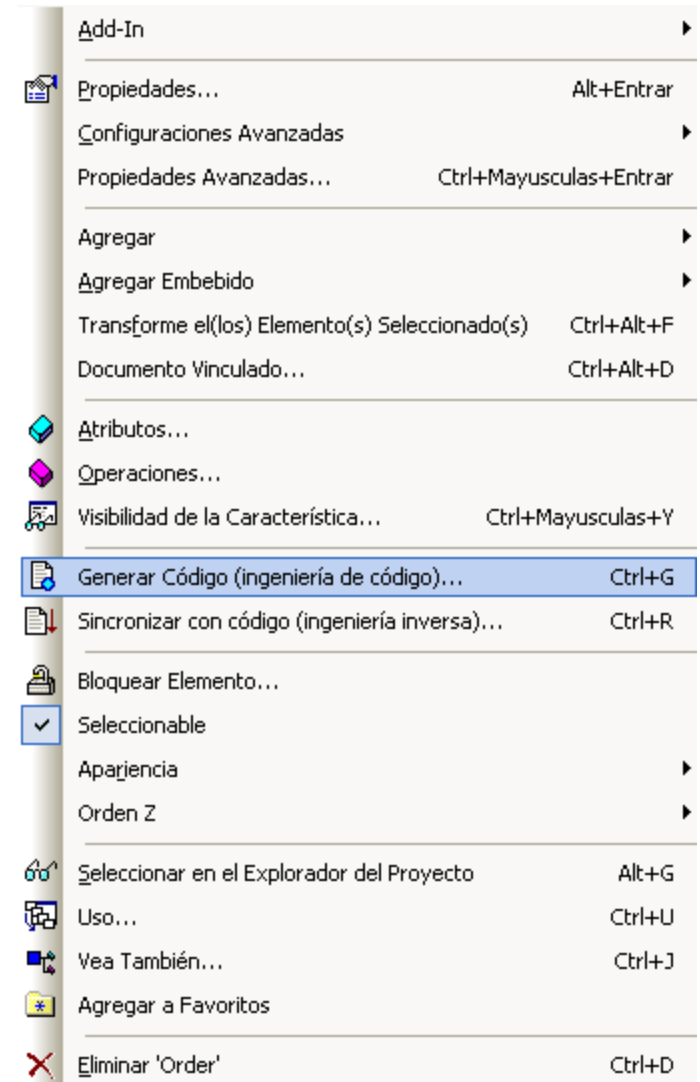 Add-In
Propiedades... Alt+Entrar
Configuraciones Avanzadas
Propiedades Avanzadas... Ctrl+Mayusculas+Entrar
Agregar
Agregar Embebido
Transforme el(los) Elemento(s) Seleccionado(s) Ctrl+Alt+F
Documento Vinculado... Ctrl+Alt+D
Atributos...
Operaciones...
Visibilidad de la Característica... Ctrl+Mayusculas+Y
Generar Código (ingeniería de código)... Ctrl+G
Sincronizar con código (ingeniería inversa)... Ctrl+R
Bloquear Elemento...
Seleccionable
Apariencia
Orden Z
Seleccionar en el Explorador del Proyecto Alt+G
Uso... Ctrl+U
Vea También... Ctrl+J
Agregar a Favoritos
Eliminar 'Order' Ctrl+D